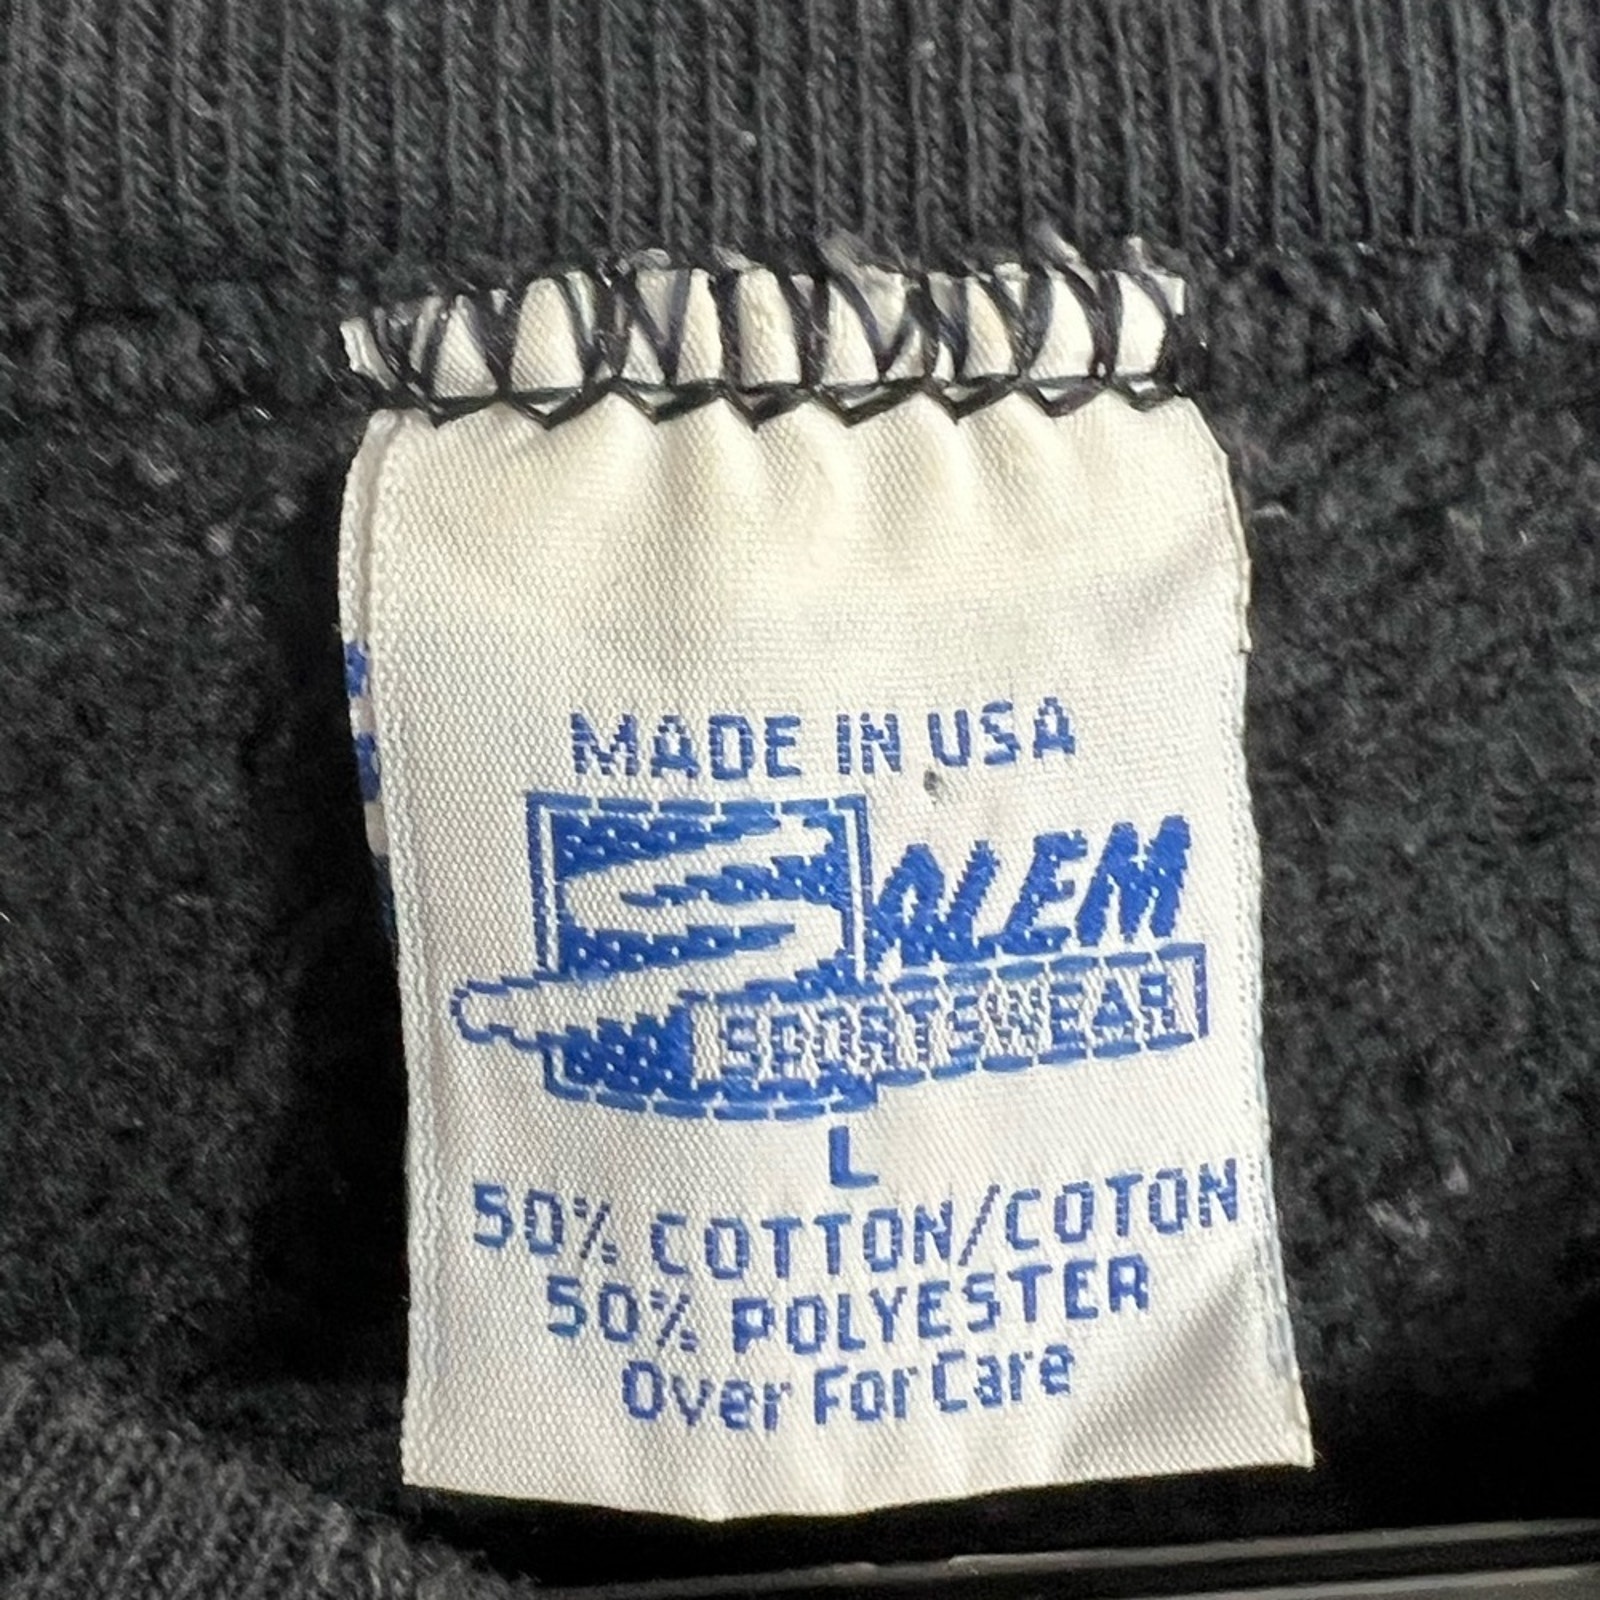 MADE IN USA
SALEM
SPORTSWEAR
L
50% COTTON/COTON
50% POLYESTER
Over For Care